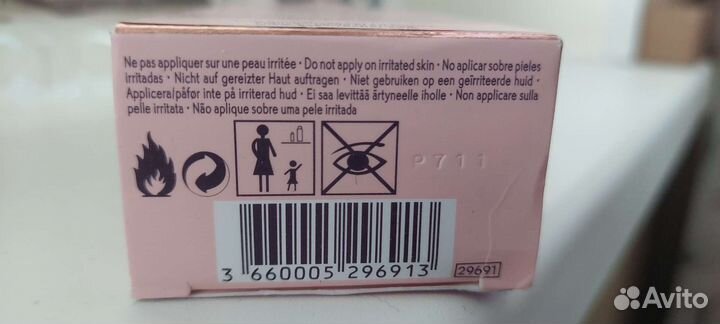 Ne pas appliquer sur une peau irritée • Do not apply on irritated skin • No aplicar sobre pieles
irritadas • Nicht auf gereizter Haut auftragen • Niet gebruiken op een geïrriteerde huid •
Applicera/påfør inte på irriterad hud • Ei saa levittää ärtyneelle iholle • Non applicare sulla
pelle irritata • Não aplique sobre uma pele irritada
P711
3 660005 296913
29691
Avito